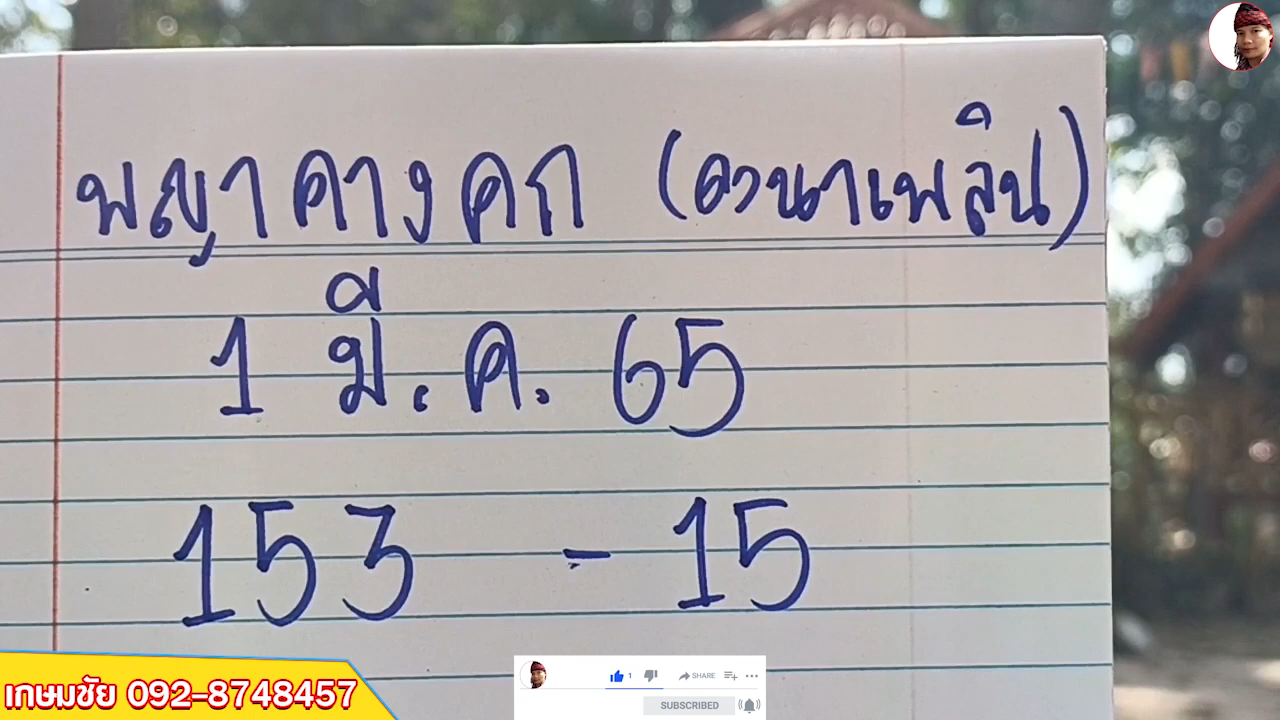 พญาคางคก (ดวนาเพลิน)
1 มี.ค. 65
153 - 15
เกษมชัย 092-8748457
1 SHARE
SUBSCRIBED